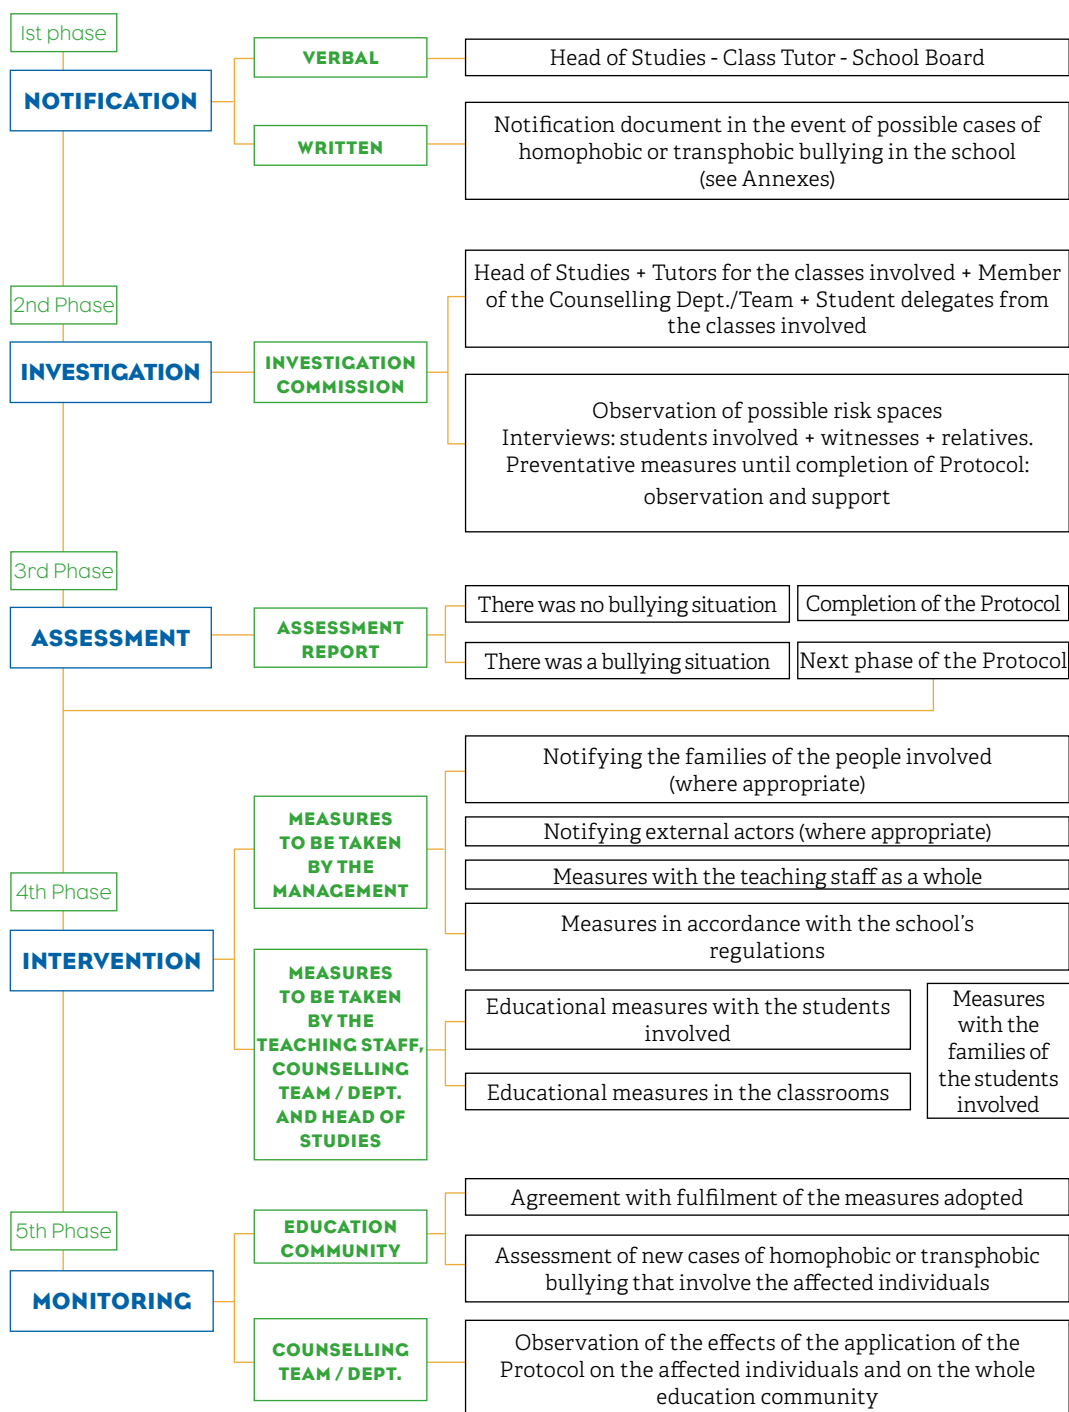 1st phase
NOTIFICATION
VERBAL
Head of Studies - Class Tutor - School Board
WRITTEN
Notification document in the event of possible cases of
homophobic or transphobic bullying in the school
(see Annexes)
2nd Phase
INVESTIGATION
INVESTIGATION
COMMISSION
Head of Studies + Tutors for the classes involved + Member
of the Counselling Dept./Team + Student delegates from
the classes involved
Observation of possible risk spaces
Interviews: students involved + witnesses + relatives.
Preventative measures until completion of Protocol:
observation and support
3rd Phase
ASSESSMENT
ASSESSMENT
REPORT
There was no bullying situation
Completion of the Protocol
There was a bullying situation
Next phase of the Protocol
4th Phase
INTERVENTION
MEASURES
TO BE TAKEN
BY THE
MANAGEMENT
Notifying the families of the people involved
(where appropriate)
Notifying external actors (where appropriate)
Measures with the teaching staff as a whole
Measures in accordance with the school's
regulations
MEASURES
TO BE TAKEN
BY THE
TEACHING STAFF,
COUNSELLING
TEAM / DEPT.
AND HEAD OF
STUDIES
Educational measures with the students
involved
Educational measures in the classrooms
Measures
with the
families of
the students
involved
5th Phase
MONITORING
EDUCATION
COMMUNITY
Agreement with fulfilment of the measures adopted
Assessment of new cases of homophobic or transphobic
bullying that involve the affected individuals
COUNSELLING
TEAM / DEPT.
Observation of the effects of the application of the
Protocol on the affected individuals and on the whole
education community